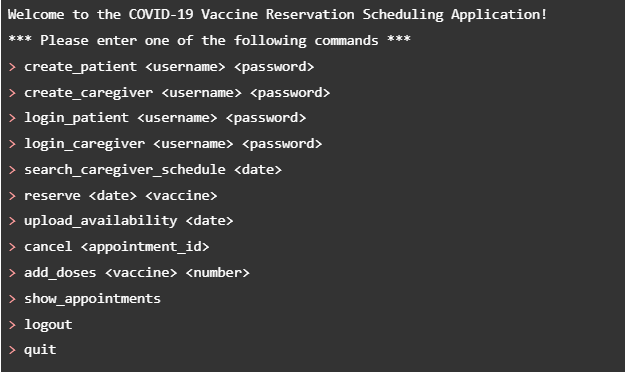 Welcome to the COVID-19 Vaccine Reservation Scheduling Application!
*** Please enter one of the following commands ***
> create_patient <username> <password>
> create_caregiver <username> <password>
> login_patient <username> <password>
> login_caregiver <username> <password>
> search_caregiver_schedule <date>
> reserve <date> <vaccine>
> upload_availability <date>
> cancel <appointment_id>
> add_doses <vaccine> <number>
> show_appointments
> logout
> quit